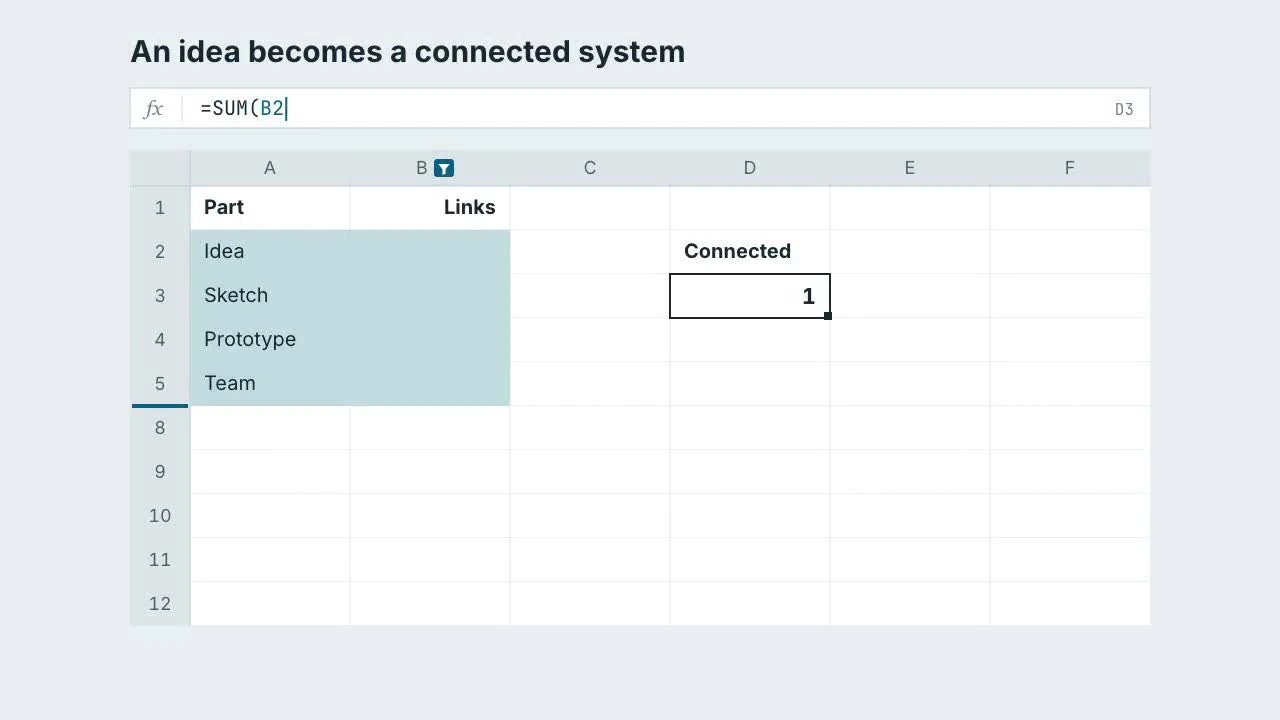 An idea becomes a connected system
fx =SUM(B2 D3
A B C D E F
1 Part Links
2 Idea Connected
3 Sketch 1
4 Prototype
5 Team
8
9
10
11
12